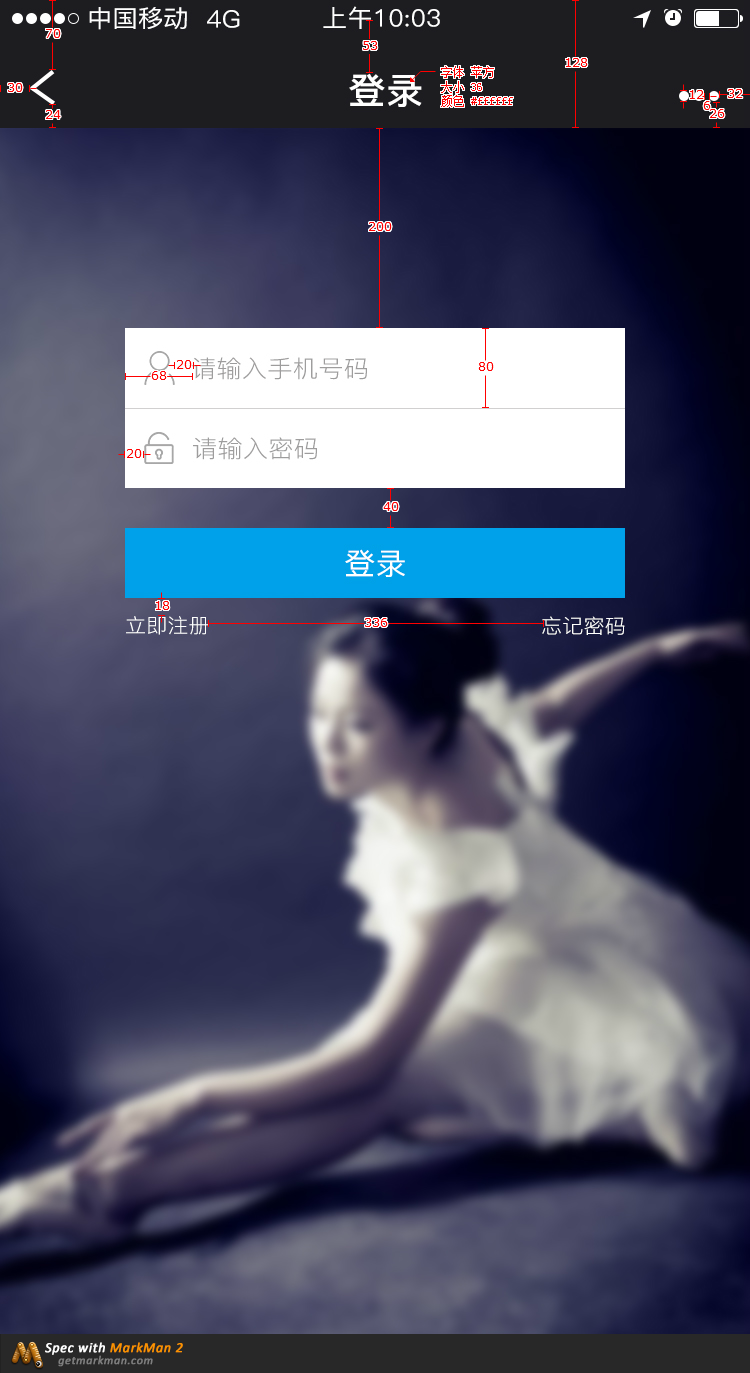 中国移动 4G 上午10:03
70
53
128
30
登录
字体 苹方
大小 36
颜色 #ffffff
12
32
6
26
24
200
20
请输入手机号码
68
80
20
请输入密码
40
登录
18
立即注册
336
忘记密码
Spec with MarkMan 2
getmarkman.com